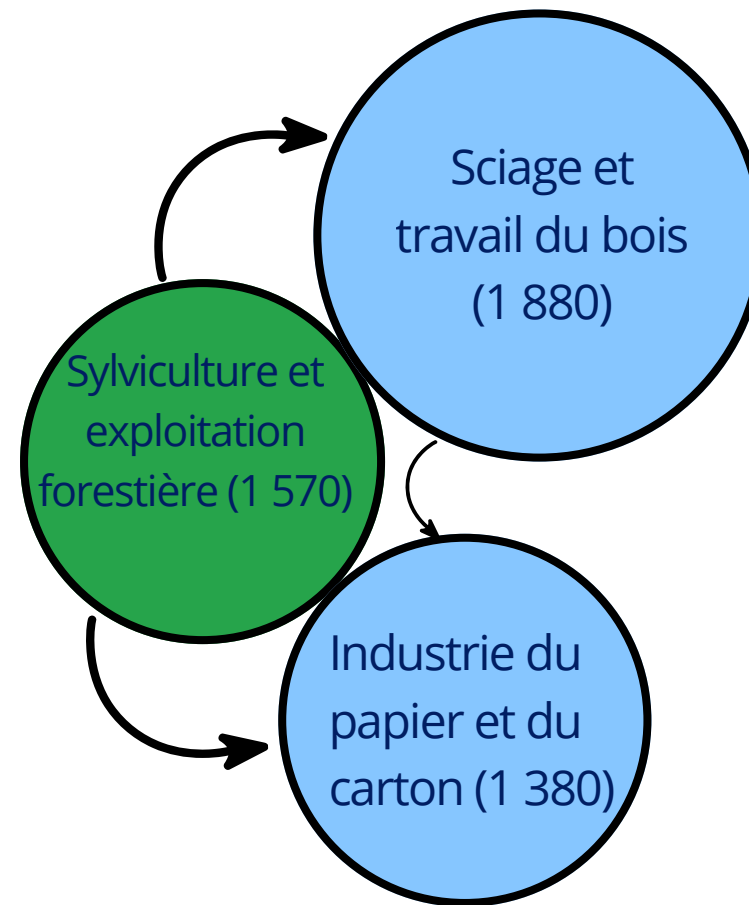 Sciage et
travail du bois
(1 880)
Sylviculture et
exploitation
forestière (1 570)
Industrie du
papier et du
carton (1 380)